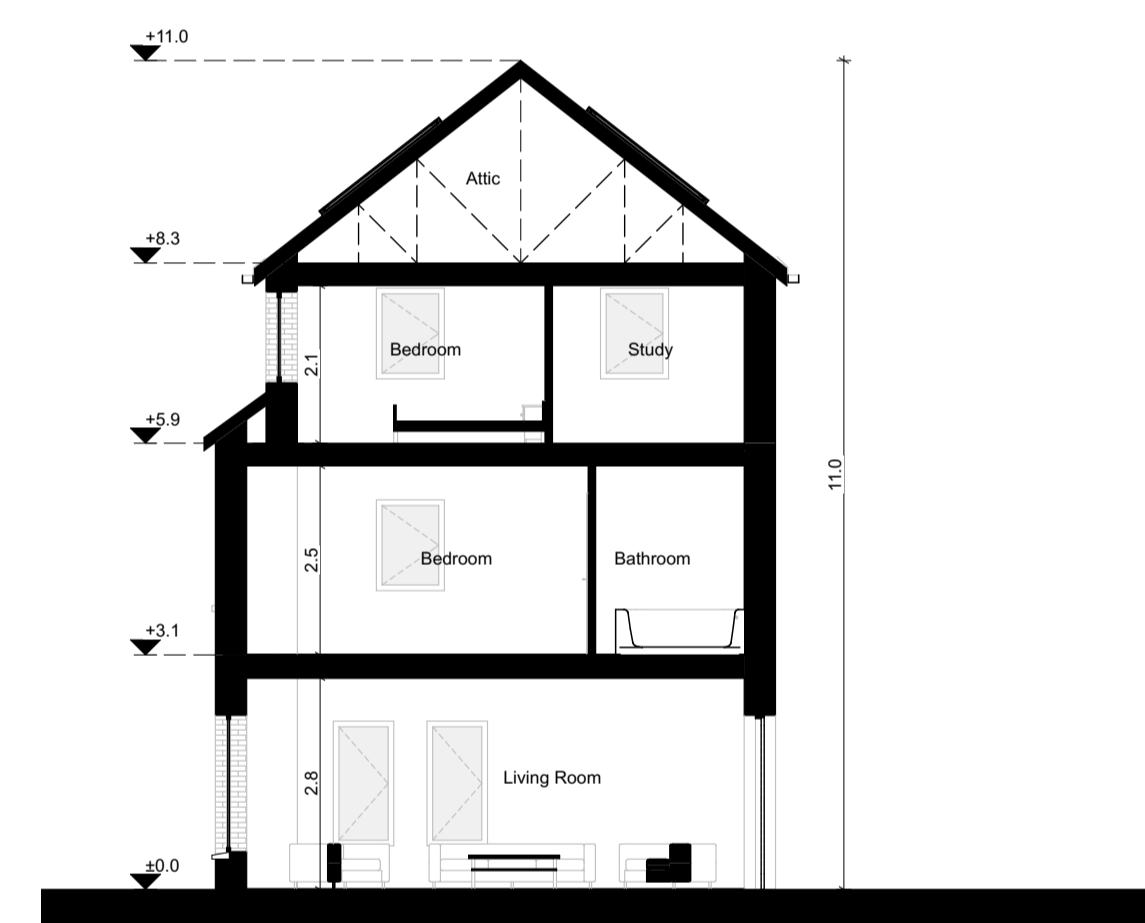 +11.0
Attic
+8.3
Bedroom
Study
2.1
+5.9
11.0
2.5
Bedroom
Bathroom
+3.1
2.8
Living Room
±0.0